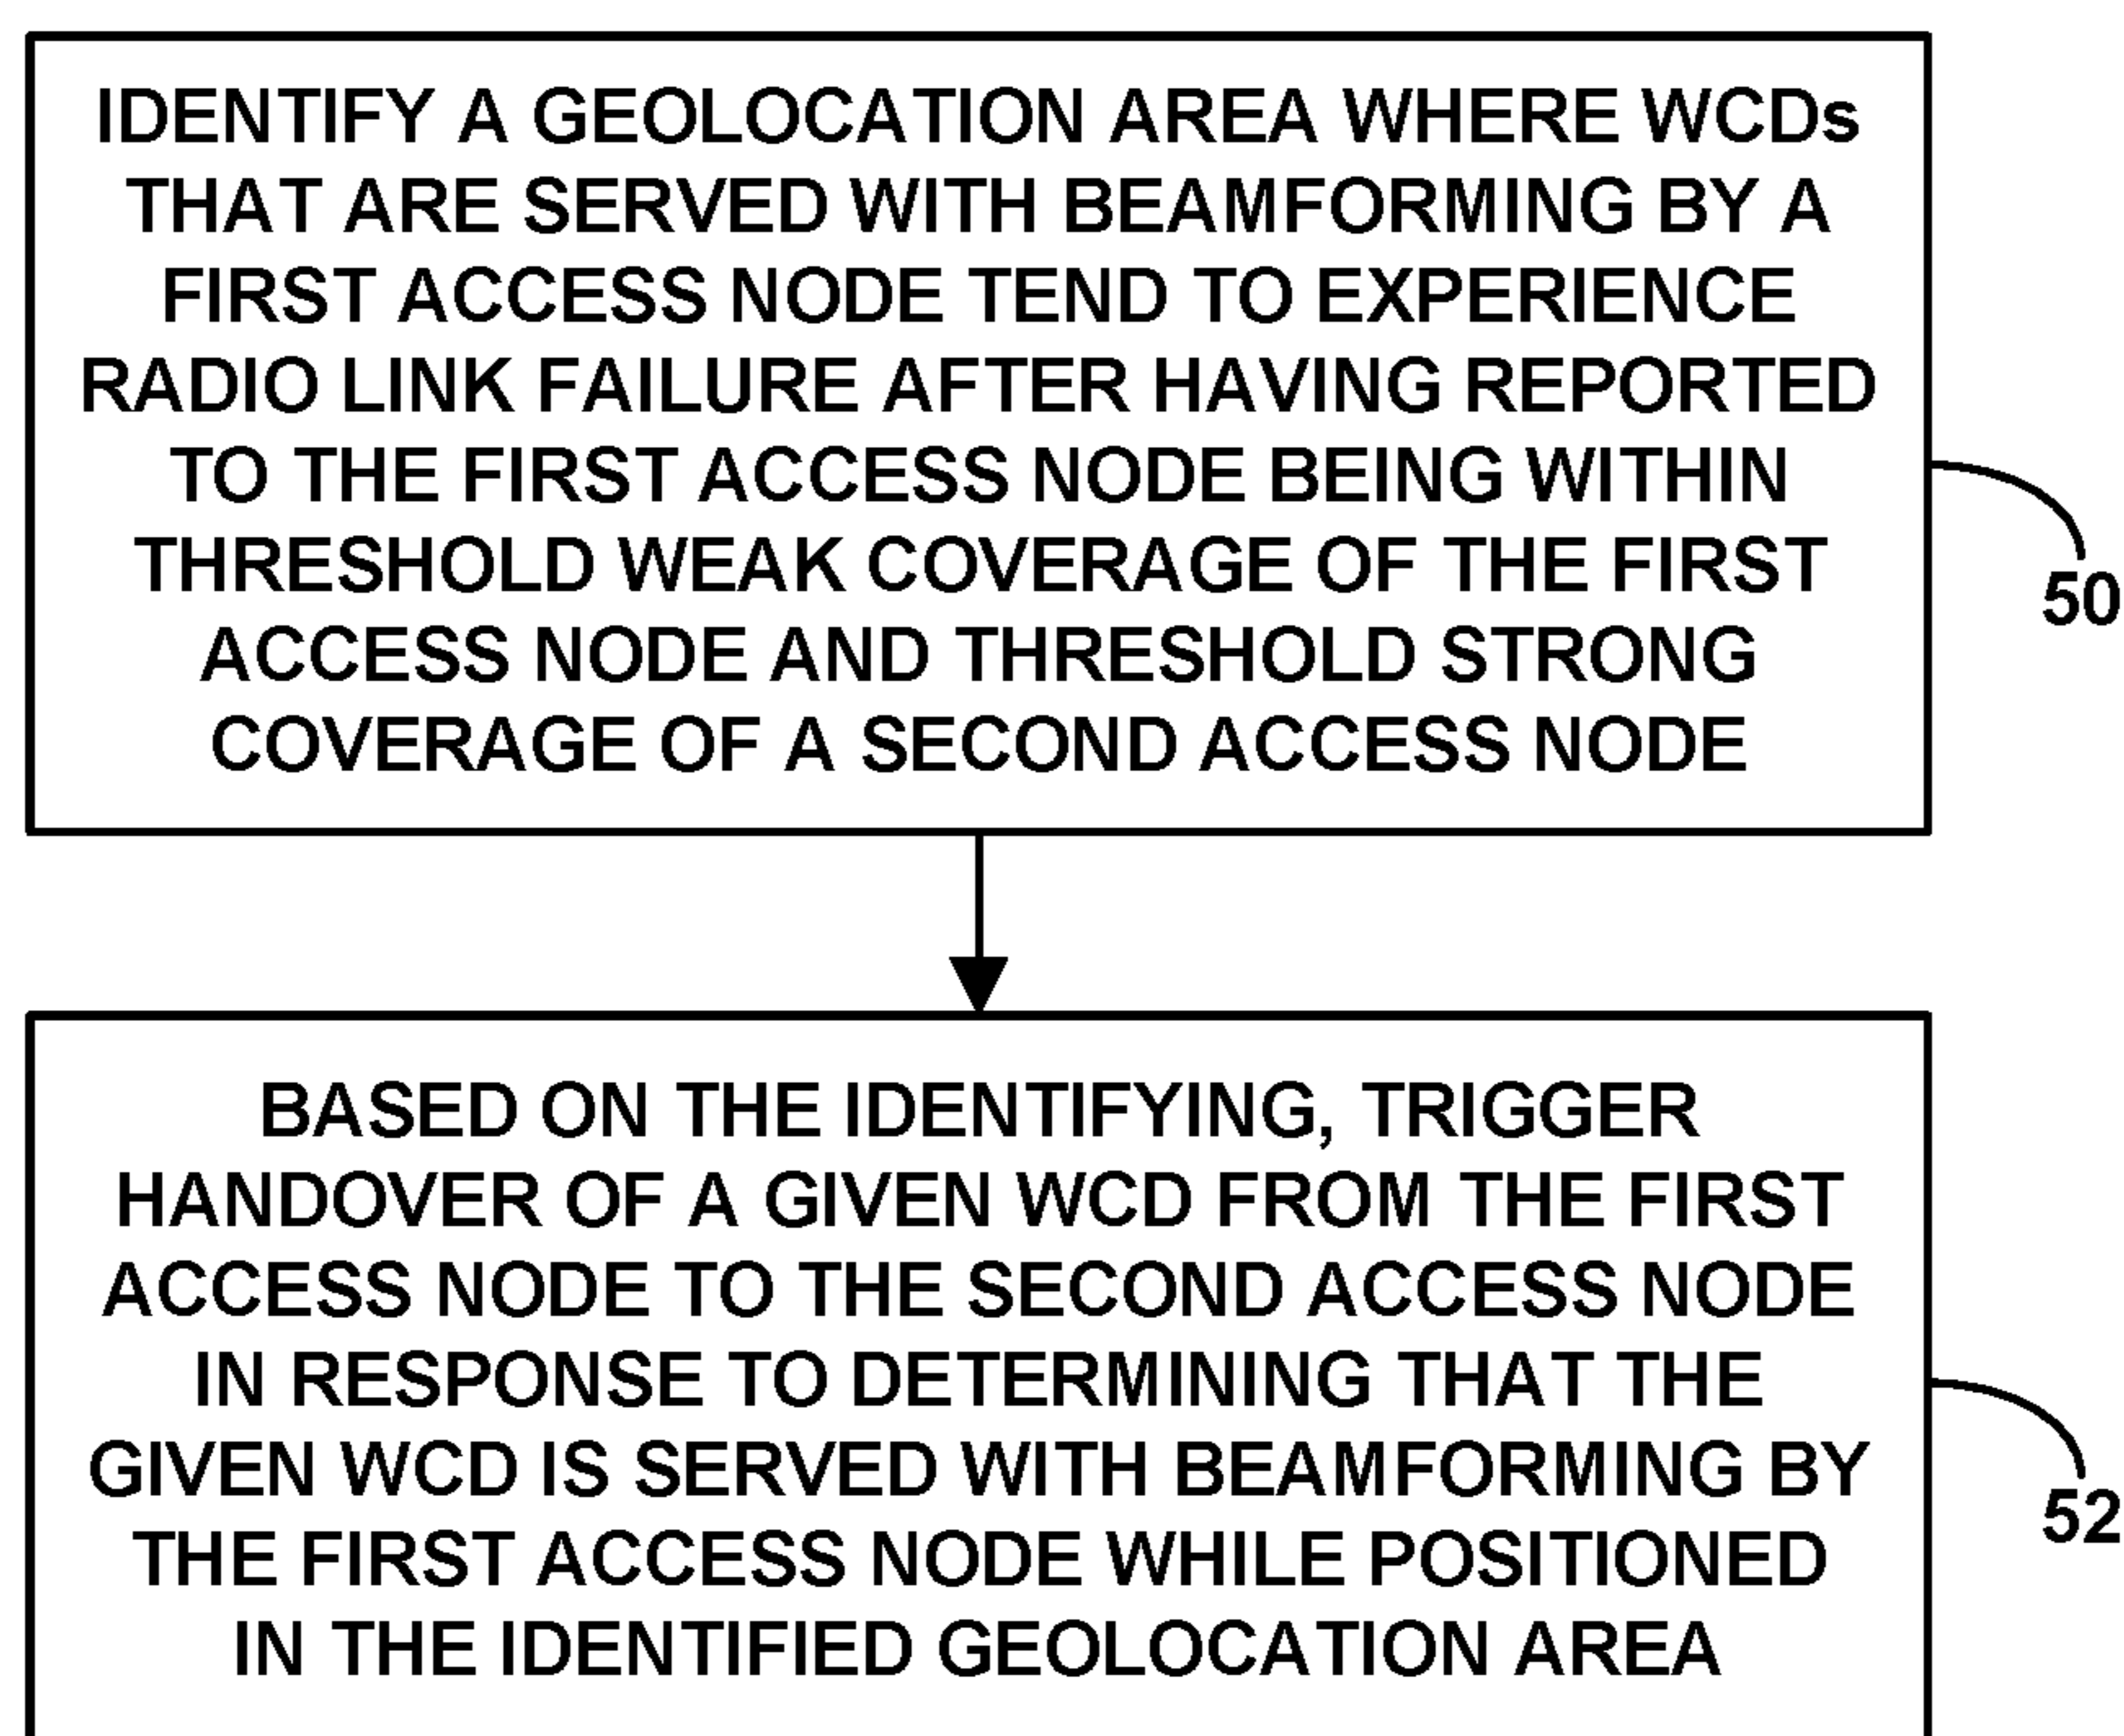 IDENTIFY A GEOLOCATION AREA WHERE WCDs
THAT ARE SERVED WITH BEAMFORMING BY A
FIRST ACCESS NODE TEND TO EXPERIENCE
RADIO LINK FAILURE AFTER HAVING REPORTED
TO THE FIRST ACCESS NODE BEING WITHIN
THRESHOLD WEAK COVERAGE OF THE FIRST
ACCESS NODE AND THRESHOLD STRONG
COVERAGE OF A SECOND ACCESS NODE
50
BASED ON THE IDENTIFYING, TRIGGER
HANDOVER OF A GIVEN WCD FROM THE FIRST
ACCESS NODE TO THE SECOND ACCESS NODE
IN RESPONSE TO DETERMINING THAT THE
GIVEN WCD IS SERVED WITH BEAMFORMING BY
THE FIRST ACCESS NODE WHILE POSITIONED
IN THE IDENTIFIED GEOLOCATION AREA
52